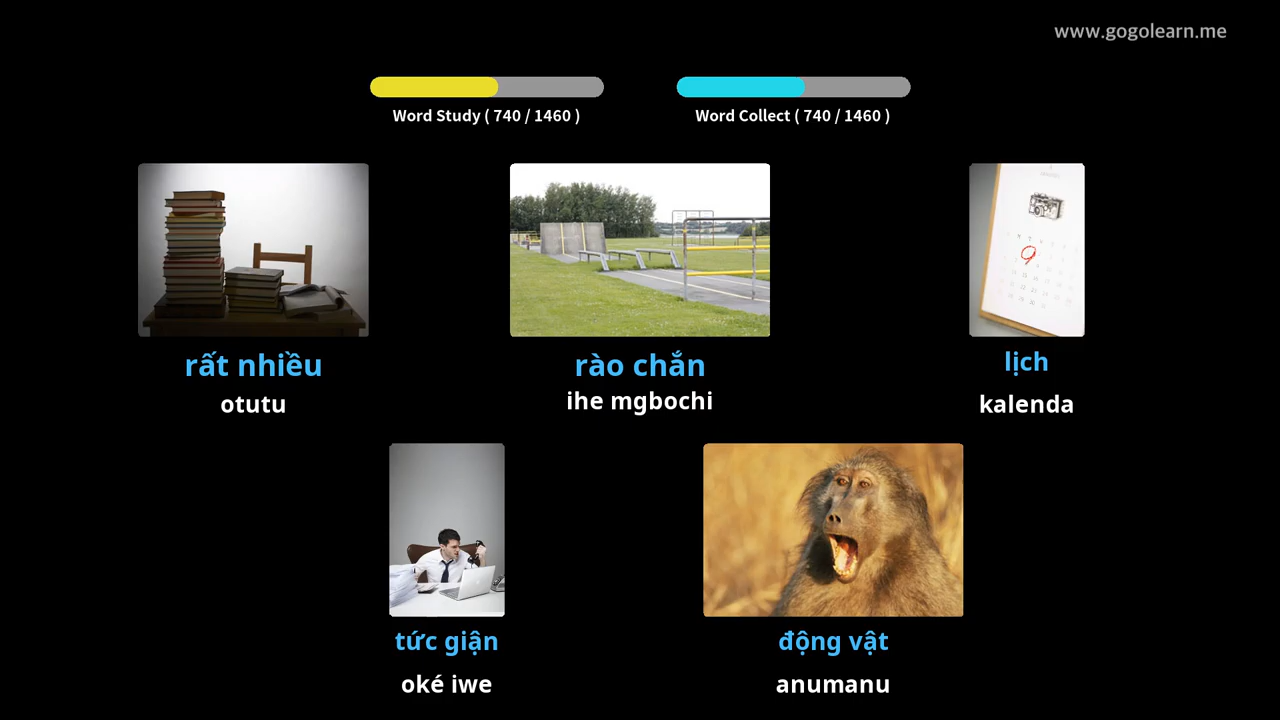 www.gogolearn.me
Word Study ( 740 / 1460 )
Word Collect ( 740 / 1460 )
rất nhiều
otutu
rào chắn
ihe mgbochi
lịch
kalenda
tức giận
oké iwe
động vật
anumanu